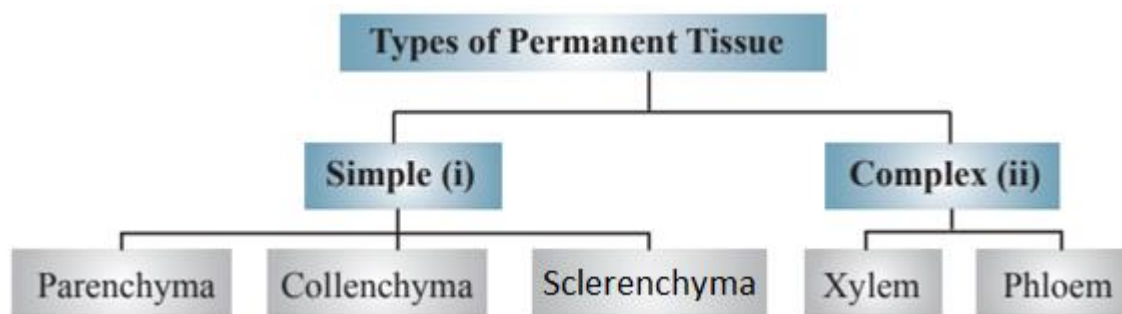 Types of Permanent Tissue
Simple (i)
Complex (ii)
Parenchyma
Collenchyma
Sclerenchyma
Xylem
Phloem